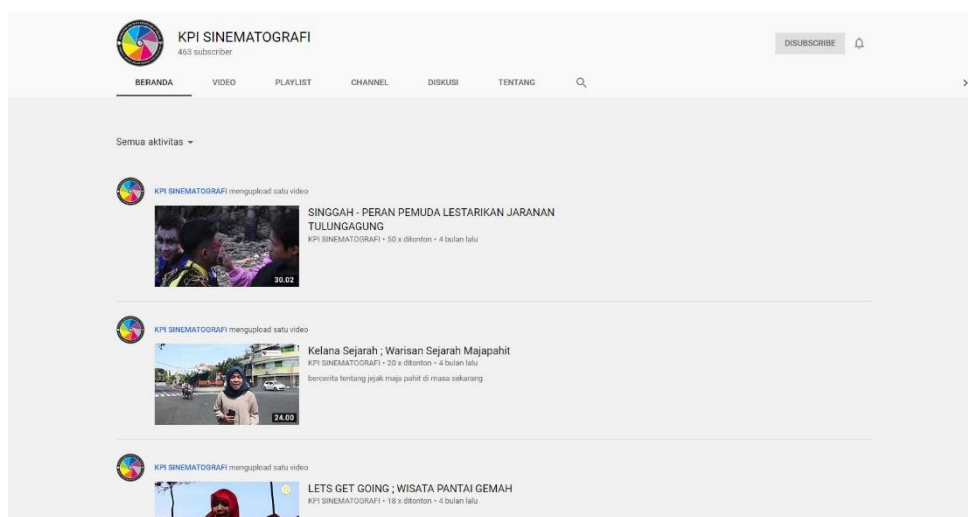 KPI SINEMATOGRAFI
463 subscriber
DISUBSCRIBE
BERANDA VIDEO PLAYLIST CHANNEL DISKUSI TENTANG
Semua aktivitas
KPI SINEMATOGRAFI mengupload satu video
SINGGAH - PERAN PEMUDA LESTARIKAN JARANAN
TULUNGAGUNG
KPI SINEMATOGRAFI • 50 x ditonton • 4 bulan lalu
30.02
KPI SINEMATOGRAFI mengupload satu video
Kelana Sejarah ; Warisan Sejarah Majapahit
KPI SINEMATOGRAFI • 20 x ditonton • 4 bulan lalu
bercerita tentang jejak maja pahit di masa sekarang
24.00
KPI SINEMATOGRAFI mengupload satu video
LETS GET GOING ; WISATA PANTAI GEMAH
KPI SINEMATOGRAFI • 18 x ditonton • 4 bulan lalu